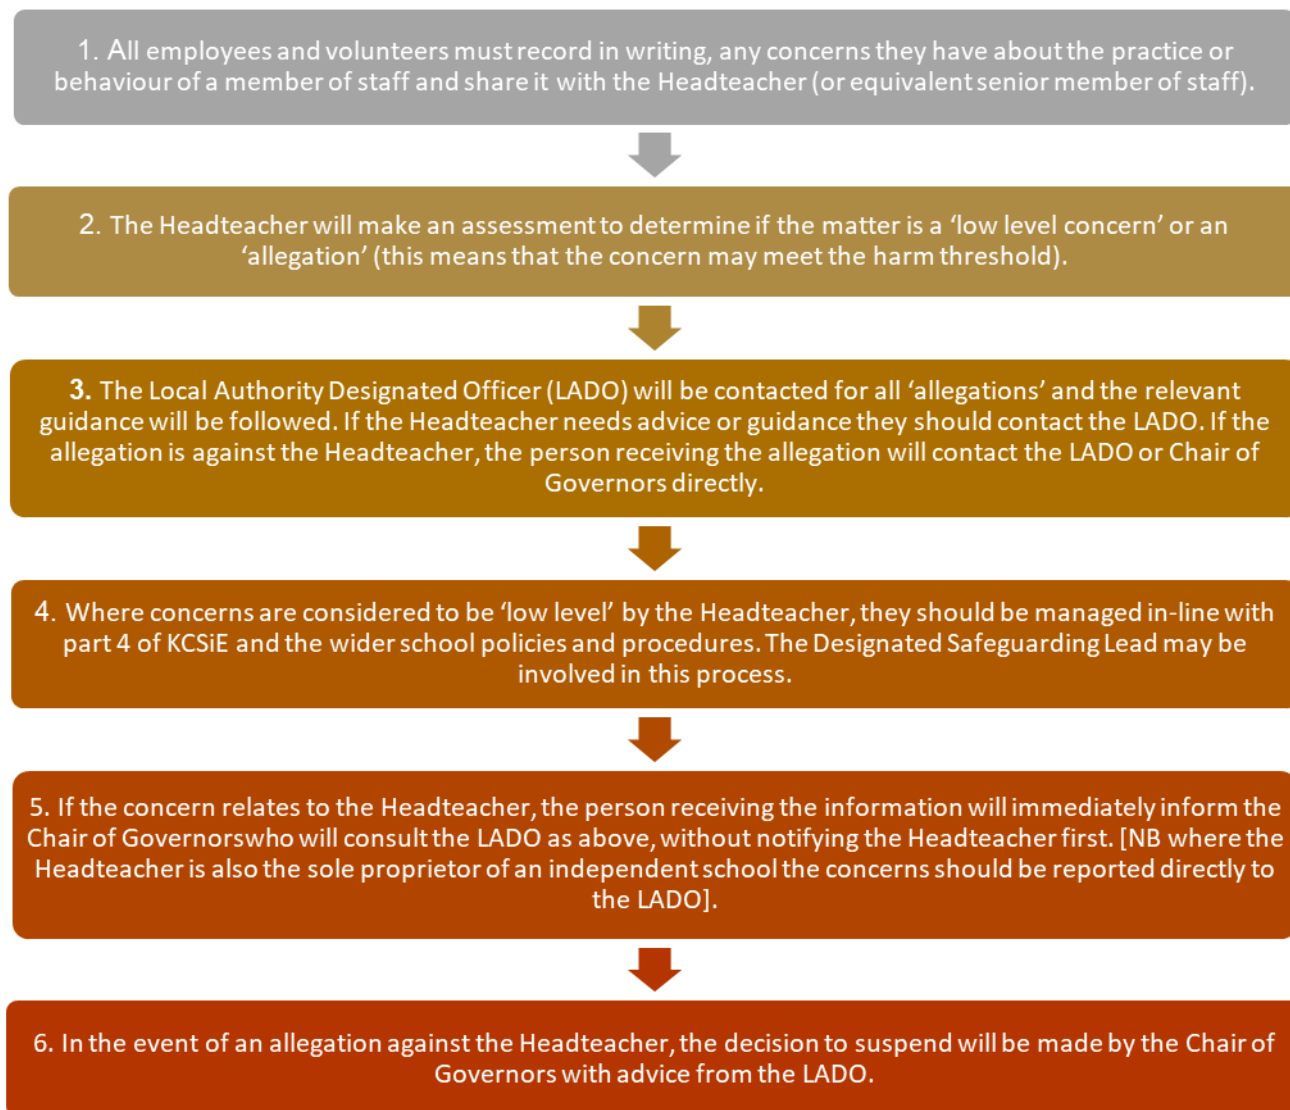 1. All employees and volunteers must record in writing, any concerns they have about the practice or
behaviour of a member of staff and share it with the Headteacher (or equivalent senior member of staff).
2. The Headteacher will make an assessment to determine if the matter is a ‘low level concern’ or an
‘allegation’ (this means that the concern may meet the harm threshold).
3. The Local Authority Designated Officer (LADO) will be contacted for all ‘allegations’ and the relevant
guidance will be followed. If the Headteacher needs advice or guidance they should contact the LADO. If the
allegation is against the Headteacher, the person receiving the allegation will contact the LADO or Chair of
Governors directly.
4. Where concerns are considered to be ‘low level’ by the Headteacher, they should be managed in-line with
part 4 of KCSiE and the wider school policies and procedures. The Designated Safeguarding Lead may be
involved in this process.
5. If the concern relates to the Headteacher, the person receiving the information will immediately inform the
Chair of Governorswho will consult the LADO as above, without notifying the Headteacher first. [NB where the
Headteacher is also the sole proprietor of an independent school the concerns should be reported directly to
the LADO].
6. In the event of an allegation against the Headteacher, the decision to suspend will be made by the Chair of
Governors with advice from the LADO.